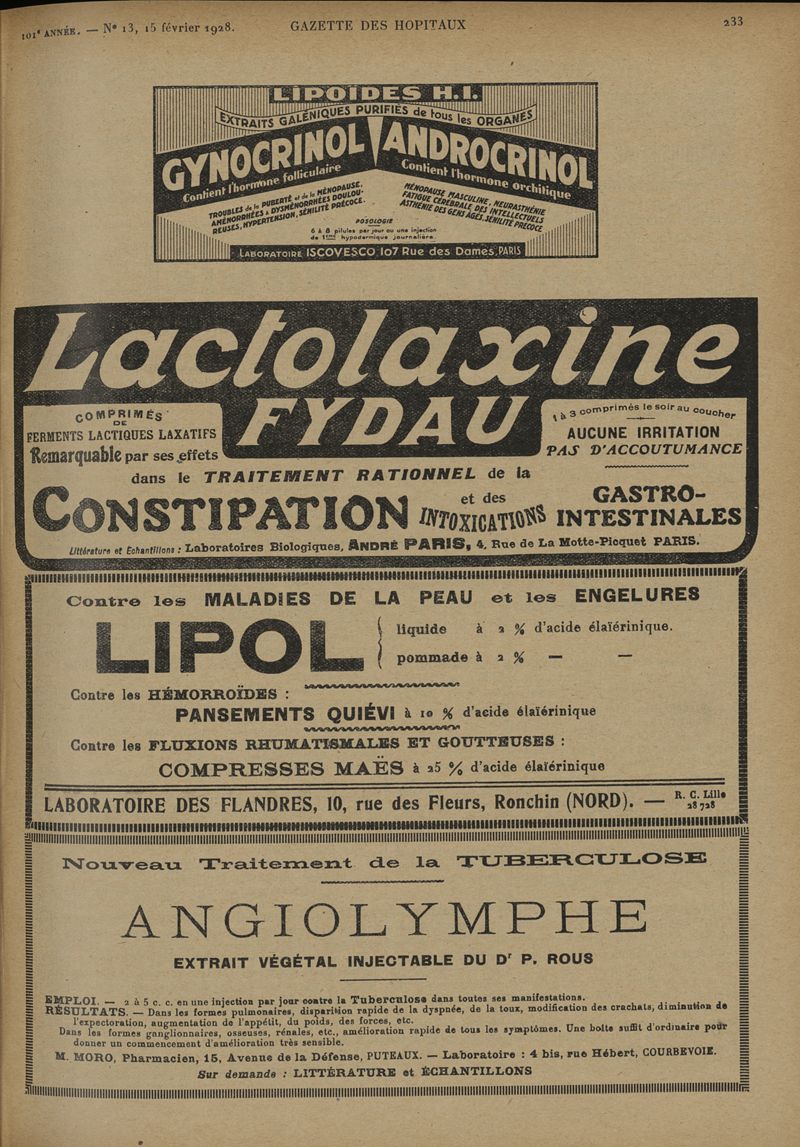 101e ANNÉE. — N° 13, 15 février 1928. GAZETTE DES HOPITAUX 233
LIPOÏDES H.I.
EXTRAITS GALÉNIQUES PURIFIÉS de tous les ORGANES
GYNOCRINOL
Contient l'hormone folliculaire
TROUBLES de la PUBERTÉ et de la MÉNOPAUSE,
AMÉNORRHÉES & DYSMÉNORRHÉES DOULOU-
REUSES, HYPERTENSION, SÉNILITÉ PRÉCOCE.
ANDROCRINOL
Contient l'hormone orchitique
MÉNOPAUSE MASCULINE, NEURASTHÉNIE
FATIGUE CÉRÉBRALE DES INTELLECTUELS
ASTHÉNIE DES GENS AGÉS. SÉNILITÉ PRÉCOCE
POSOLOGIE
6 à 8 pilules par jour ou une injection
de 1cmc hypodermique journalière.
LABORATOIRE ISCOVESCO 107 Rue des Dames, PARIS
Lactolaxine
FYDAU
COMPRIMÉS
DE
FERMENTS LACTIQUES LAXATIFS
Remarquable par ses effets
1 à 3 comprimés le soir au coucher
AUCUNE IRRITATION
PAS D'ACCOUTUMANCE
dans le TRAITEMENT RATIONNEL de la
CONSTIPATION et des INTOXICATIONS GASTRO-
INTESTINALES
Littérature et Echantillons : Laboratoires Biologiques, ANDRÉ PARIS, 4, Rue de La Motte-Picquet PARIS.
Contre les MALADIES DE LA PEAU et les ENGELURES
LIPOL { liquide à 2 % d'acide élaïérinique.
pommade à 2 % — —
Contre les HÉMORROÏDES :
PANSEMENTS QUIÉVI à 10 % d'acide élaïérinique
Contre les FLUXIONS RHUMATISMALES ET GOUTTEUSES :
COMPRESSES MAËS à 25 % d'acide élaïérinique
LABORATOIRE DES FLANDRES, 10, rue des Fleurs, Ronchin (NORD). — R. C. Lille
28 728
Nouveau Traitement de la TUBERCULOSE
ANGIOLYMPHE
EXTRAIT VÉGÉTAL INJECTABLE DU Dr P. ROUS
EMPLOI. — 2 à 5 c. c. en une injection par jour contre la Tuberculose dans toutes ses manifestations.
RÉSULTATS. — Dans les formes pulmonaires, disparition rapide de la dyspnée, de la toux, modification des crachats, diminution de
l'expectoration, augmentation de l'appétit, du poids, des forces, etc.
Dans les formes ganglionnaires, osseuses, rénales, etc., amélioration rapide de tous les symptômes. Une boîte suffit d'ordinaire pour
donner un commencement d'amélioration très sensible.
M. MORO, Pharmacien, 15, Avenue de la Défense, PUTEAUX. — Laboratoire : 4 bis, rue Hébert, COURBEVOIE.
Sur demande : LITTÉRATURE et ÉCHANTILLONS